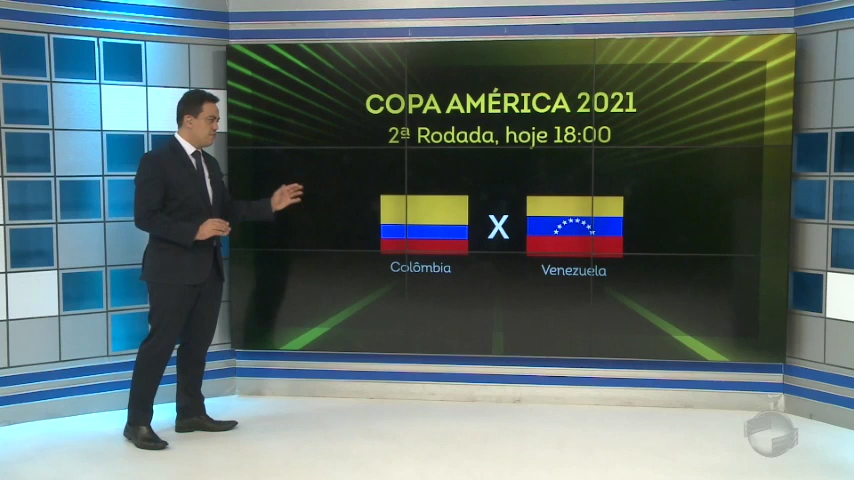 COPA AMÉRICA 2021
2ª Rodada, hoje 18:00
X
Colômbia
Venezuela